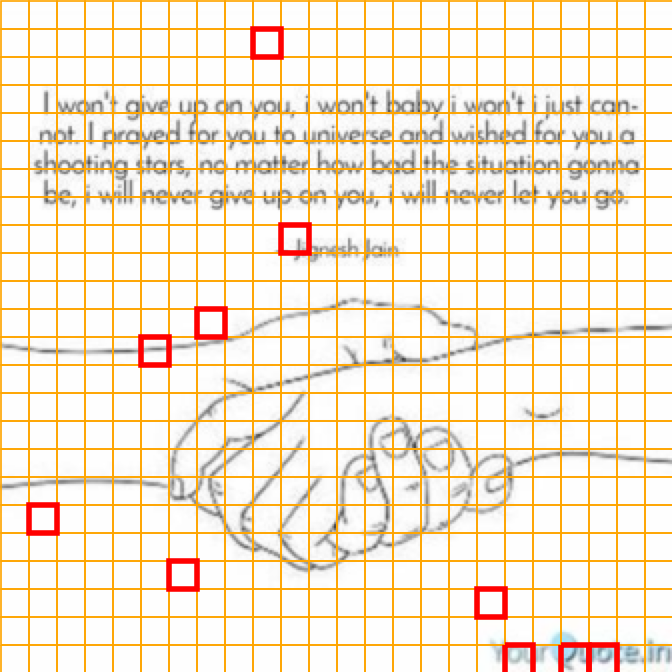 I won't give up on you, i won't baby i won't i just can-
not. I prayed for you to universe and wished for you a
shooting stars, no matter how bad the situation gonna
be, i will never give up on you, i will never let you go.
- Jignesh Jain
YourQuote.in